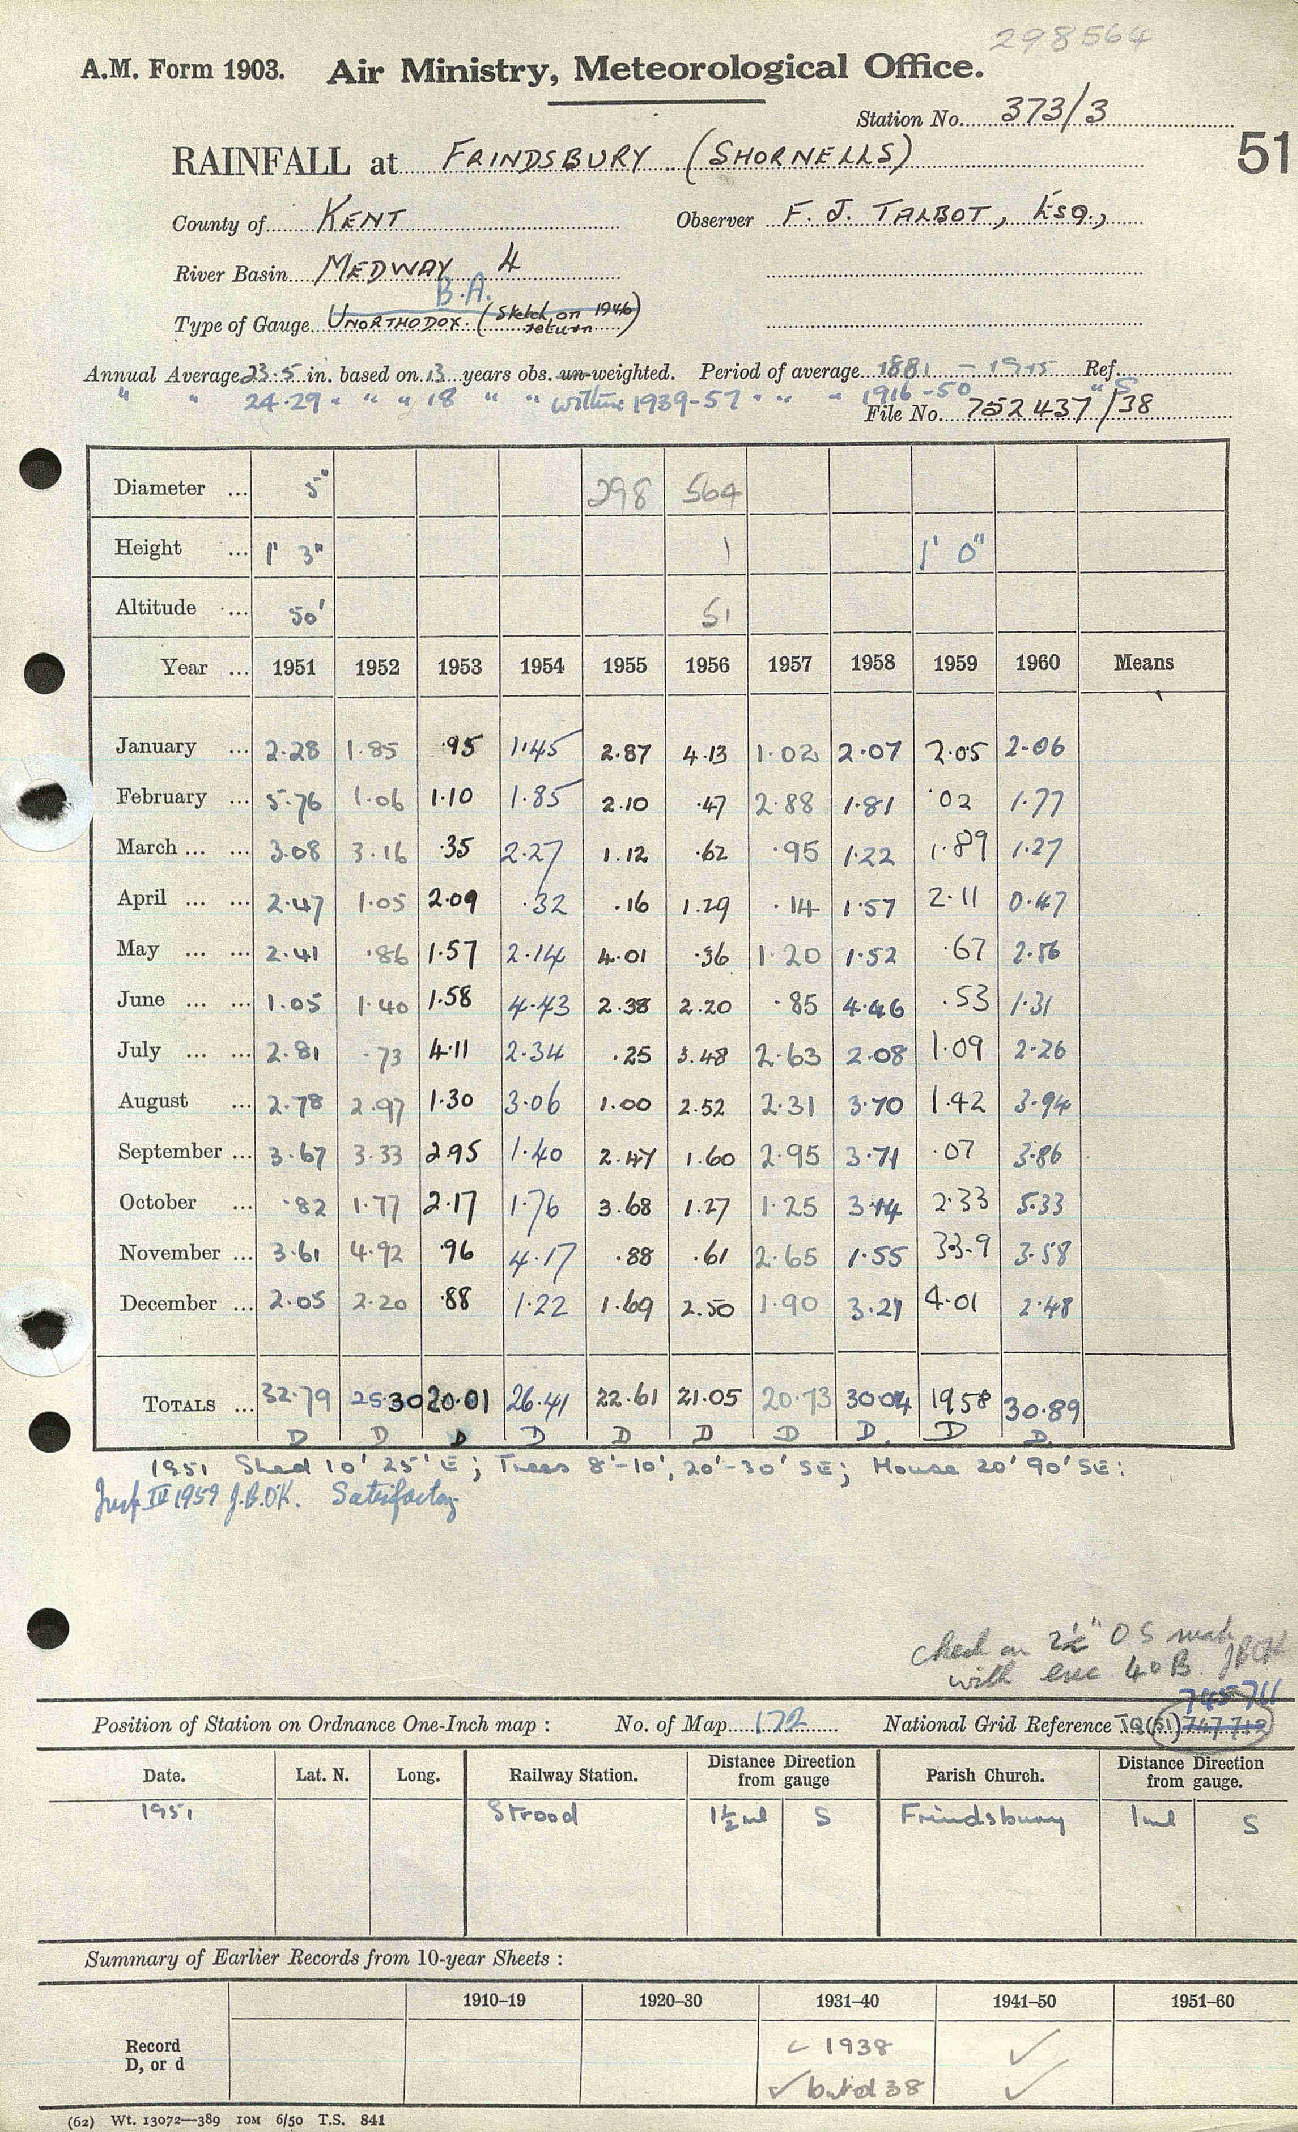 298564
A.M. Form 1903. Air Ministry, Meteorological Office.
Station No. 373/3
51
RAINFALL at FRINDSBURY (SHORNELLS)
County of KENT Observer F. J. TALBOT, Esq.,
River Basin MEDWAY 4
B.A.
Type of Gauge UNORTHODOX (Sketch on 1946 return)
Annual Average 23.5 in. based on 13 years obs. un-weighted. Period of average 1881-1915 Ref.
" " 24.29 " " " 18 " " within 1939-57 " " " 1916-50 " S
File No. 752437/38
Diameter ... 5" 298 564
Height ... 1' 3" 1 1' 0"
Altitude ... 50' 51
Year ... 1951 1952 1953 1954 1955 1956 1957 1958 1959 1960 Means
January ... 2.28 1.85 .95 1.45 2.87 4.13 1.02 2.07 2.05 2.06
February ... 5.76 1.06 1.10 1.85 2.10 .47 2.88 1.81 .02 1.77
March ... ... 3.08 3.16 .35 2.27 1.12 .62 .95 1.22 1.89 1.27
April ... ... 2.47 1.05 2.09 .32 .16 1.29 .14 1.57 2.11 0.47
May ... ... 2.41 .86 1.57 2.14 4.01 .36 1.20 1.52 .67 2.56
June ... ... 1.05 1.40 1.58 4.43 2.38 2.20 .85 4.46 .53 1.31
July ... ... 2.81 .73 4.11 2.34 .25 3.48 2.63 2.08 1.09 2.26
August ... 2.78 2.97 1.30 3.06 1.00 2.52 2.31 3.70 1.42 3.94
September ... 3.67 3.33 2.95 1.40 2.47 1.60 2.95 3.71 .07 3.86
October ... .82 1.77 2.17 1.76 3.68 1.27 1.25 3.14 2.33 5.33
November ... 3.61 4.92 .96 4.17 .88 .61 2.65 1.55 33.9 3.58
December ... 2.05 2.20 .88 1.22 1.69 2.50 1.90 3.21 4.01 2.48
TOTALS ... 32.79 25.30 20.01 26.41 22.61 21.05 20.73 30.04 1958 30.89
D D D D D D D D. D D
1951 Shed 10' 25' E; Trees 8'-10', 20'-30' SE; House 20' 90' SE:
Insp. IV 1959 J.B.O'K. Satisfactory
Cked on 2½" O S map
with enc 40B
745 711
Position of Station on Ordnance One-Inch map : No. of Map 172 National Grid Reference TQ(51) 747712
Date. Lat. N. Long. Railway Station. Distance Direction from gauge Parish Church. Distance Direction from gauge.
1951 Strood 1½ ml S Frindsbury 1 ml S
Summary of Earlier Records from 10-year Sheets :
1910–19 1920–30 1931–40 1941–50 1951–60
Record
D, or d
1938 ✓
✓ 38 ✓
(62) Wt. 13072—389 10M 6/50 T.S. 841